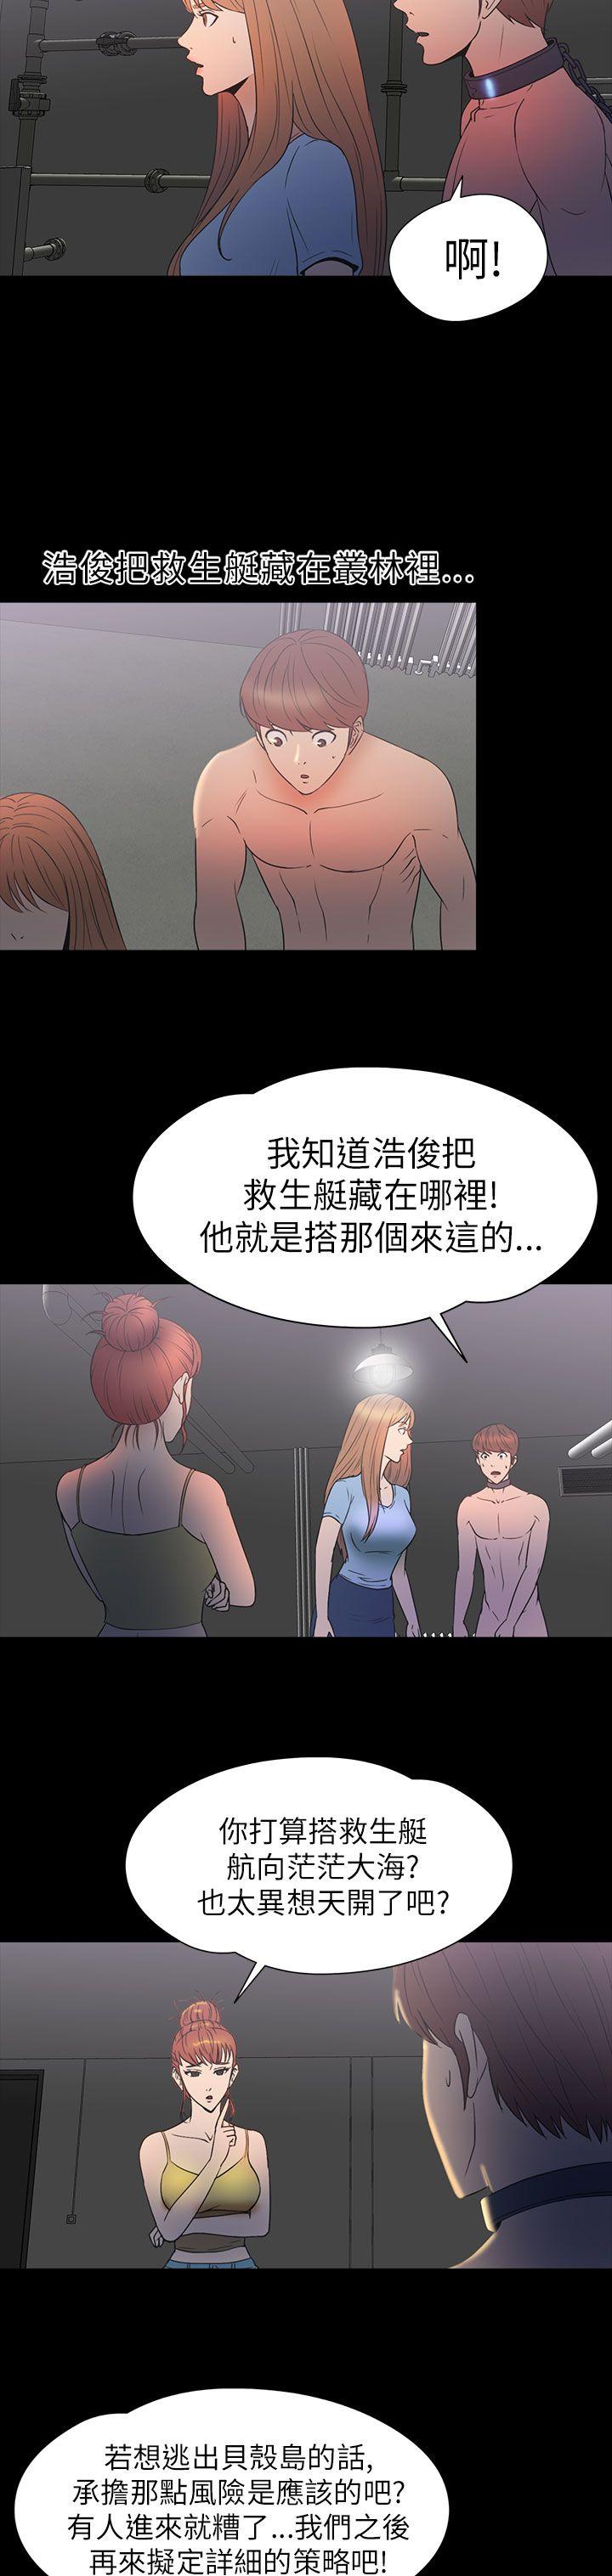 啊!
浩俊把救生艇藏在叢林裡...
我知道浩俊把
救生艇藏在哪裡!
他就是搭那個來這的...
你打算搭救生艇
航向茫茫大海?
也太異想天開了吧?
若想逃出貝殼島的話,
承擔那點風險是應該的吧?
有人進來就糟了...我們之後
再來擬定詳細的策略吧!